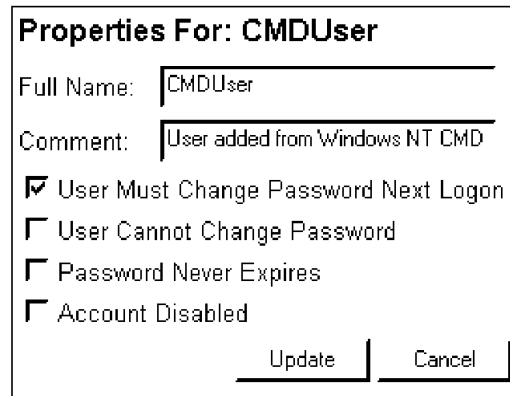 Properties For: CMDUser
Full Name: CMDUser
Comment: User added from Windows NT CMD
User Must Change Password Next Logon
User Cannot Change Password
Password Never Expires
Account Disabled
Update Cancel